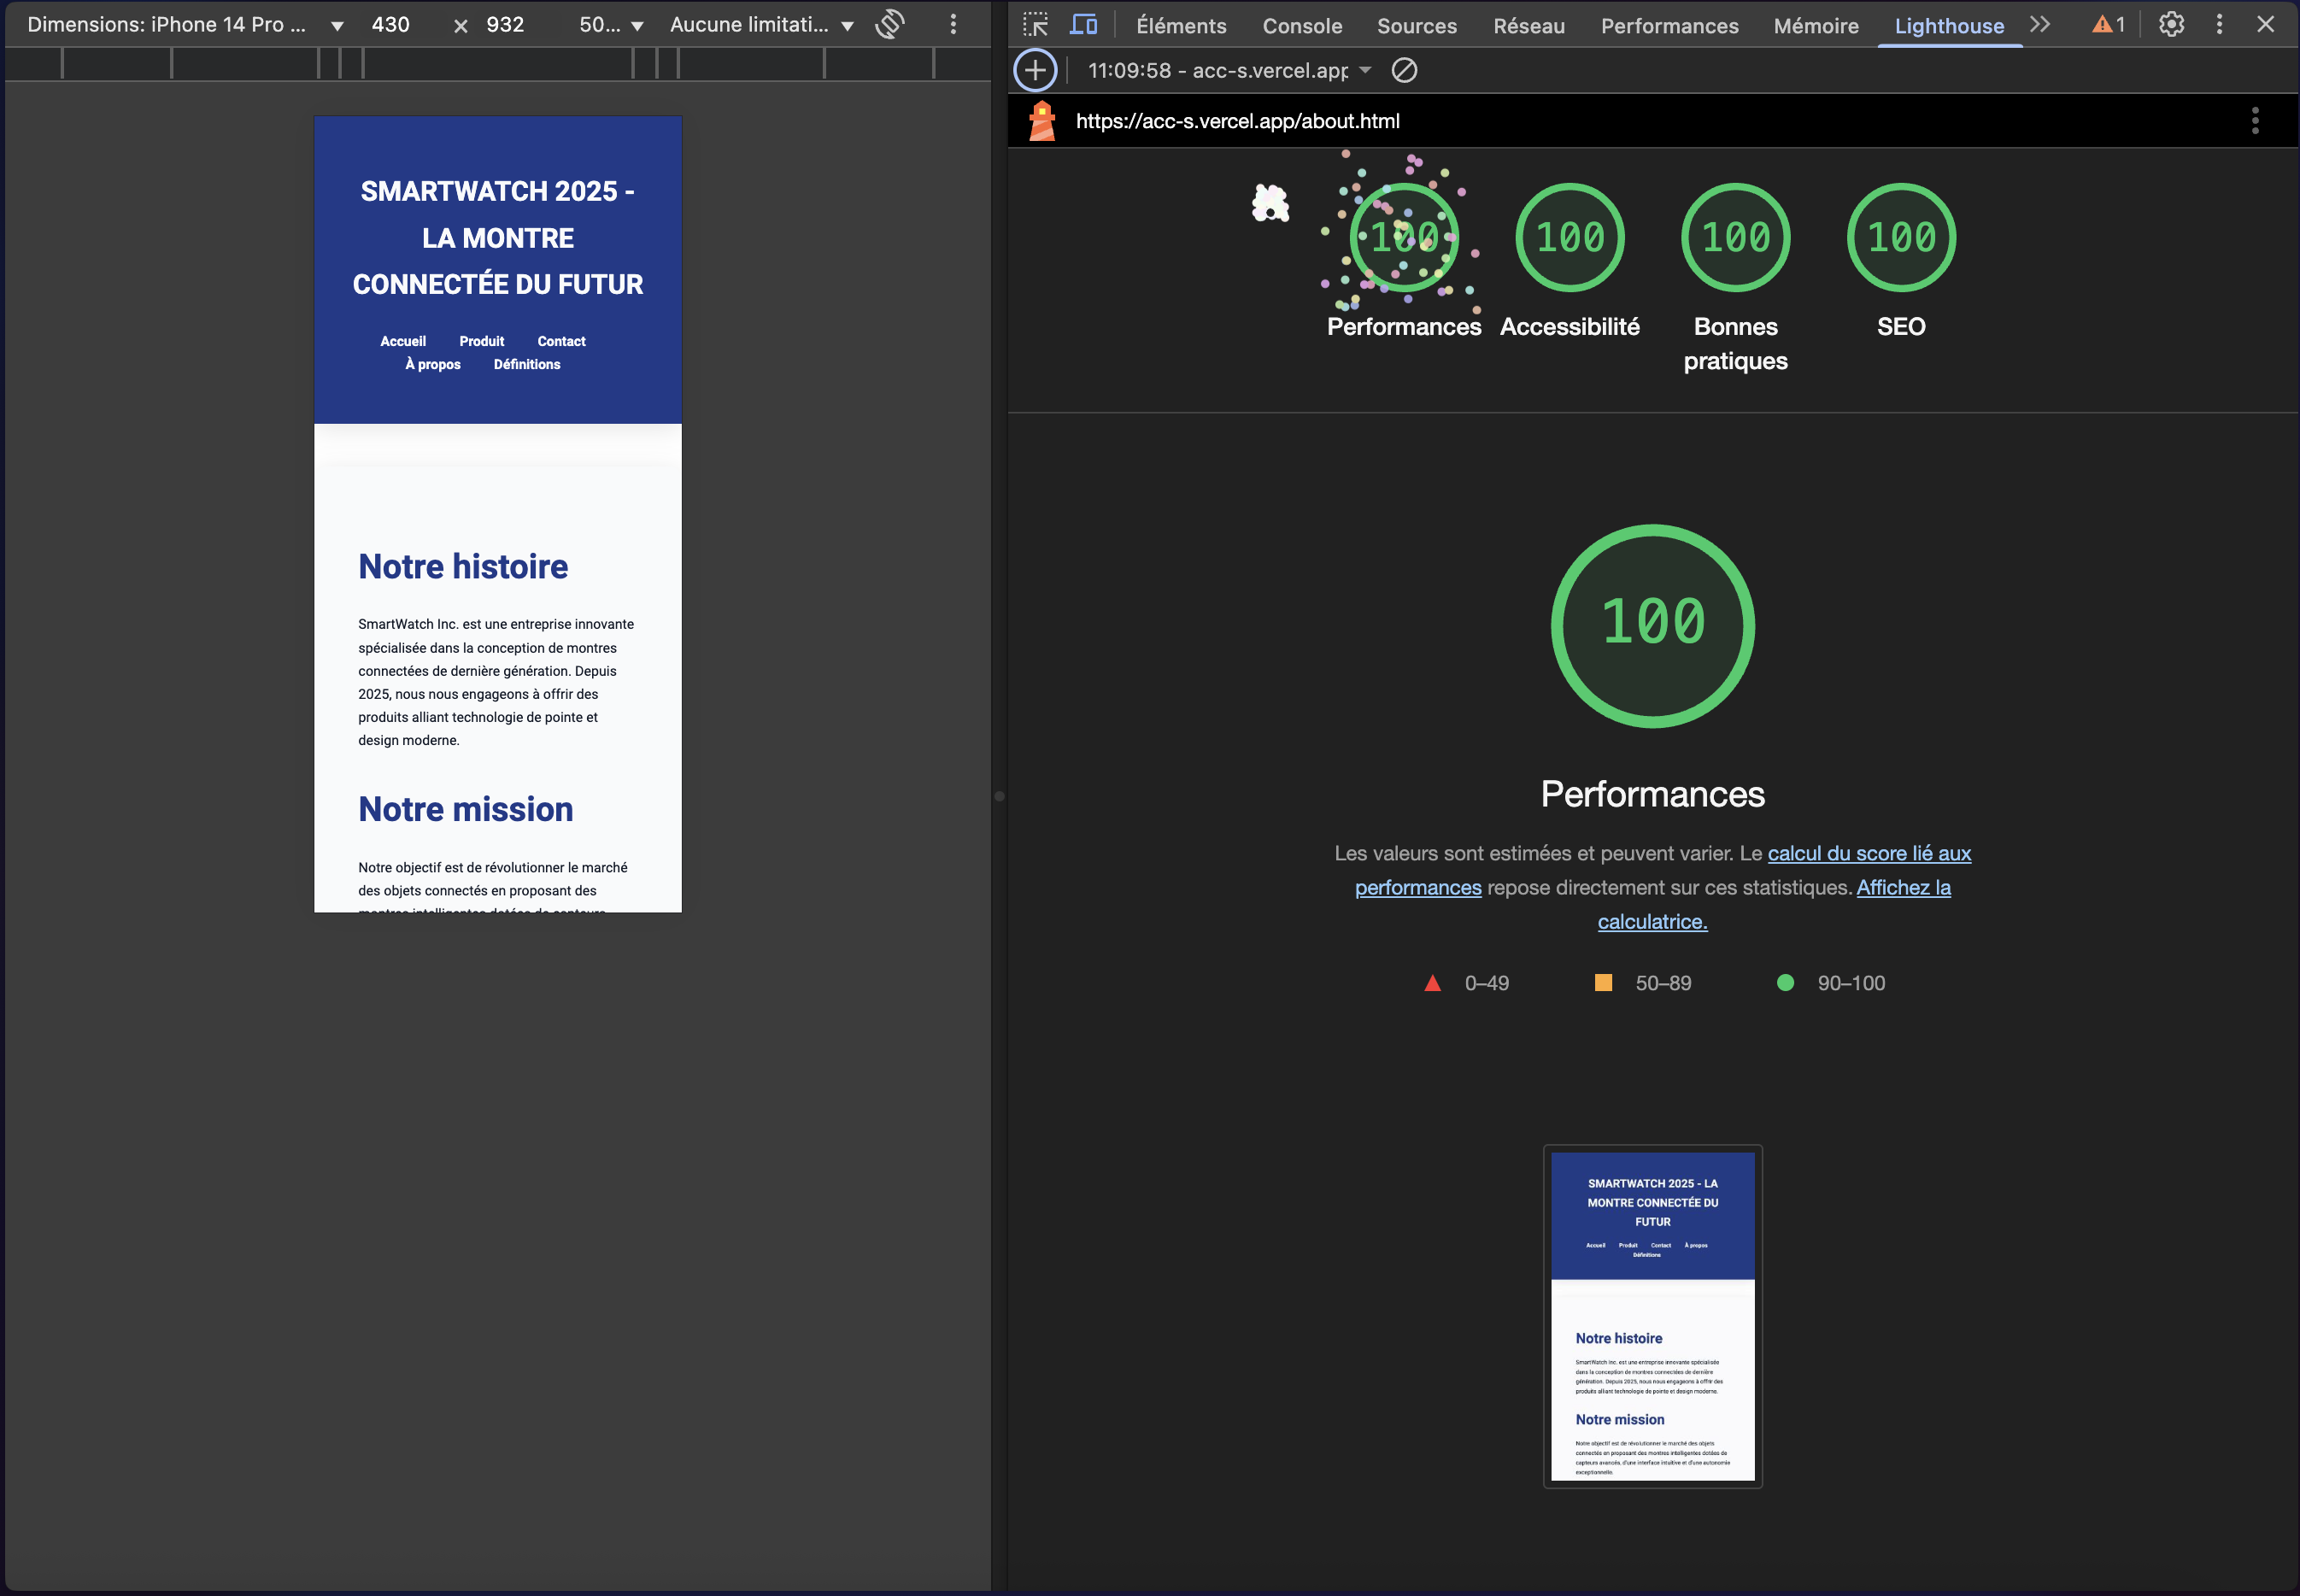 Dimensions: iPhone 14 Pro ... 430 × 932 50... Aucune limitati...
SMARTWATCH 2025 -
LA MONTRE
CONNECTÉE DU FUTUR
Accueil Produit Contact
À propos Définitions
Notre histoire
SmartWatch Inc. est une entreprise innovante
spécialisée dans la conception de montres
connectées de dernière génération. Depuis
2025, nous nous engageons à offrir des
produits alliant technologie de pointe et
design moderne.
Notre mission
Notre objectif est de révolutionner le marché
des objets connectés en proposant des
montres intelligentes dotées de capteurs
Éléments Console Sources Réseau Performances Mémoire Lighthouse 1
11:09:58 - acc-s.vercel.app
https://acc-s.vercel.app/about.html
100 100 100 100
Performances Accessibilité Bonnes pratiques SEO
100
Performances
Les valeurs sont estimées et peuvent varier. Le calcul du score lié aux
performances repose directement sur ces statistiques. Affichez la
calculatrice.
0–49 50–89 90–100
SMARTWATCH 2025 - LA
MONTRE CONNECTÉE DU
FUTUR
Accueil Produit Contact À propos
Définitions
Notre histoire
SmartWatch Inc. est une entreprise innovante spécialisée
dans la conception de montres connectées de dernière
génération. Depuis 2025, nous nous engageons à offrir des
produits alliant technologie de pointe et design moderne.
Notre mission
Notre objectif est de révolutionner le marché des objets
connectés en proposant des montres intelligentes dotées de
capteurs avancés, d'une interface intuitive et d'une autonomie
exceptionnelle.